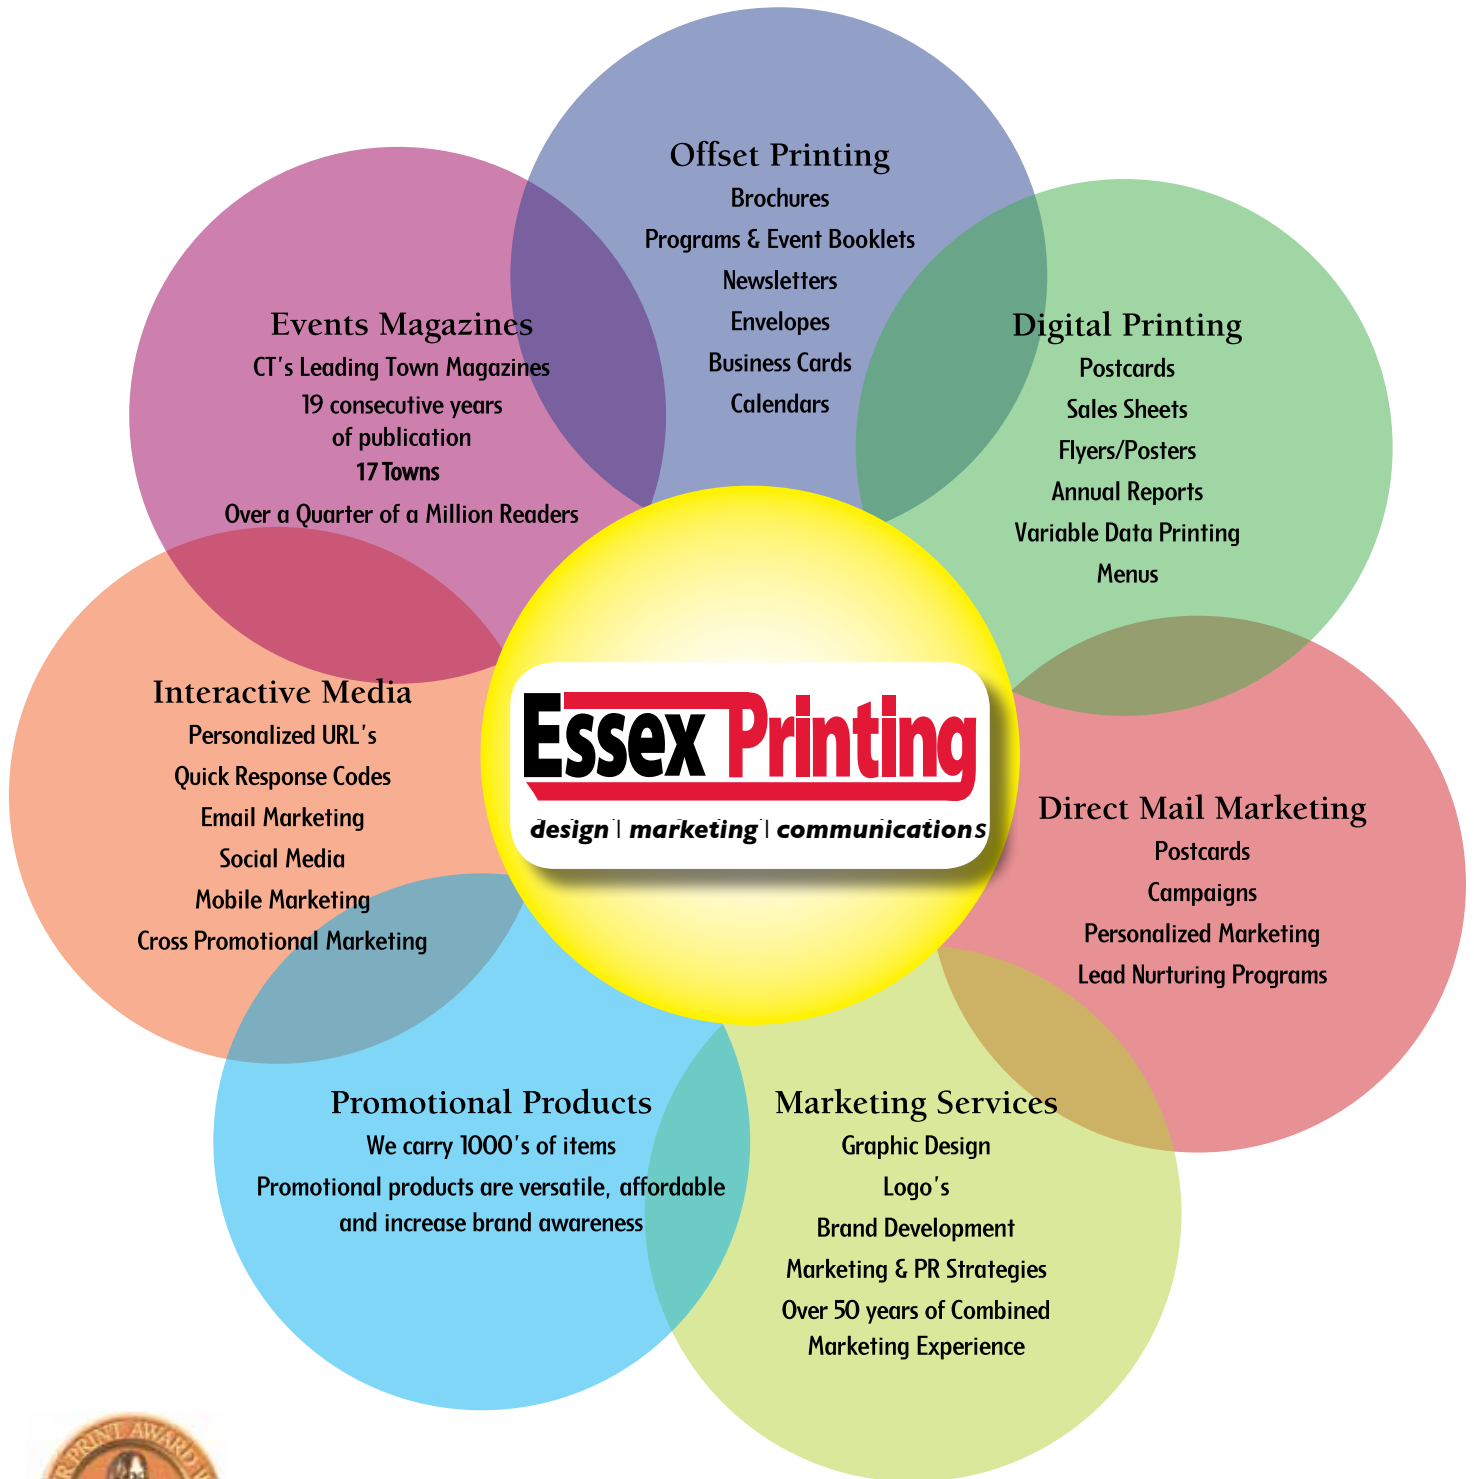 Offset Printing
Brochures
Programs & Event Booklets
Newsletters
Envelopes
Business Cards
Calendars
Events Magazines
CT's Leading Town Magazines
19 consecutive years
of publication
17 Towns
Over a Quarter of a Million Readers
Digital Printing
Postcards
Sales Sheets
Flyers/Posters
Annual Reports
Variable Data Printing
Menus
Interactive Media
Personalized URL's
Quick Response Codes
Email Marketing
Social Media
Mobile Marketing
Cross Promotional Marketing
Essex Printing
design | marketing | communications
Direct Mail Marketing
Postcards
Campaigns
Personalized Marketing
Lead Nurturing Programs
Promotional Products
We carry 1000's of items
Promotional products are versatile, affordable
and increase brand awareness
Marketing Services
Graphic Design
Logo's
Brand Development
Marketing & PR Strategies
Over 50 years of Combined
Marketing Experience
PRINT AWARD